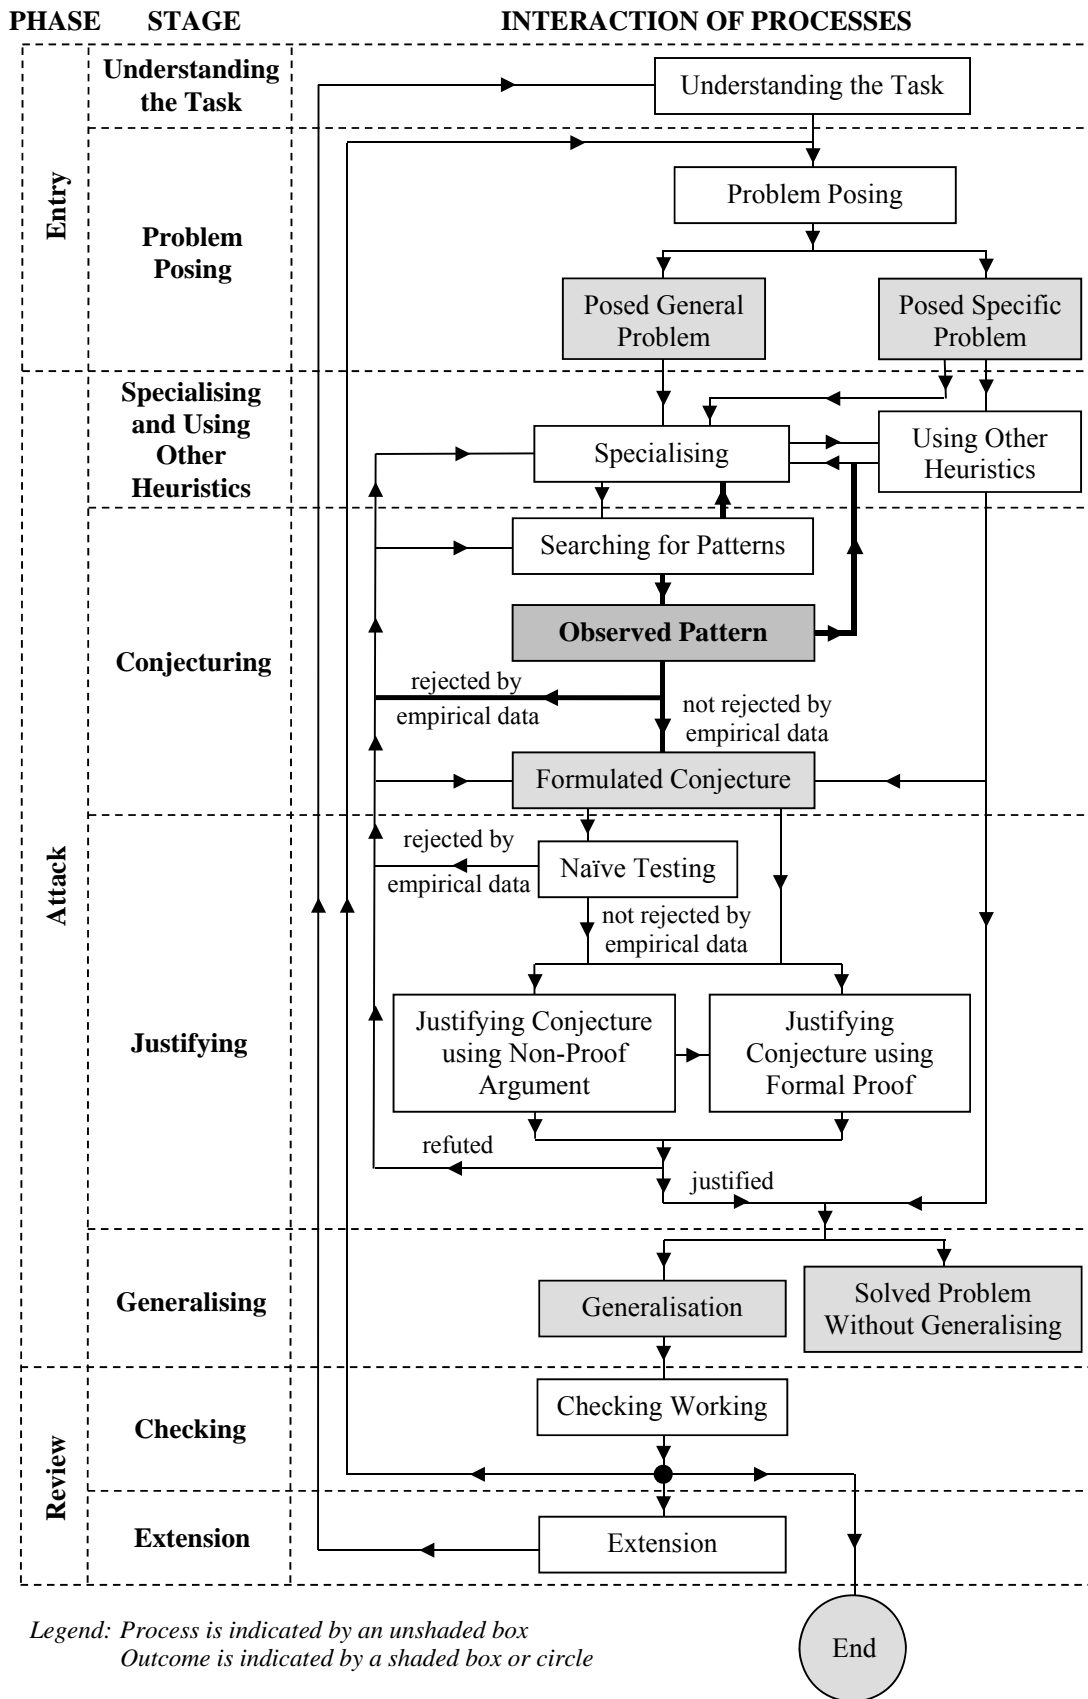 PHASE STAGE INTERACTION OF PROCESSES
Entry
Understanding
the Task
Understanding the Task
Problem
Posing
Problem Posing
Posed General
Problem
Posed Specific
Problem
Attack
Specialising
and Using
Other
Heuristics
Specialising
Using Other
Heuristics
Conjecturing
Searching for Patterns
Observed Pattern
rejected by
empirical data
not rejected by
empirical data
Formulated Conjecture
Justifying
rejected by
empirical data
Naïve Testing
not rejected by
empirical data
Justifying Conjecture
using Non-Proof
Argument
Justifying
Conjecture using
Formal Proof
refuted
justified
Generalising
Generalisation
Solved Problem
Without Generalising
Review
Checking
Checking Working
Extension
Extension
End
Legend: Process is indicated by an unshaded box
Outcome is indicated by a shaded box or circle